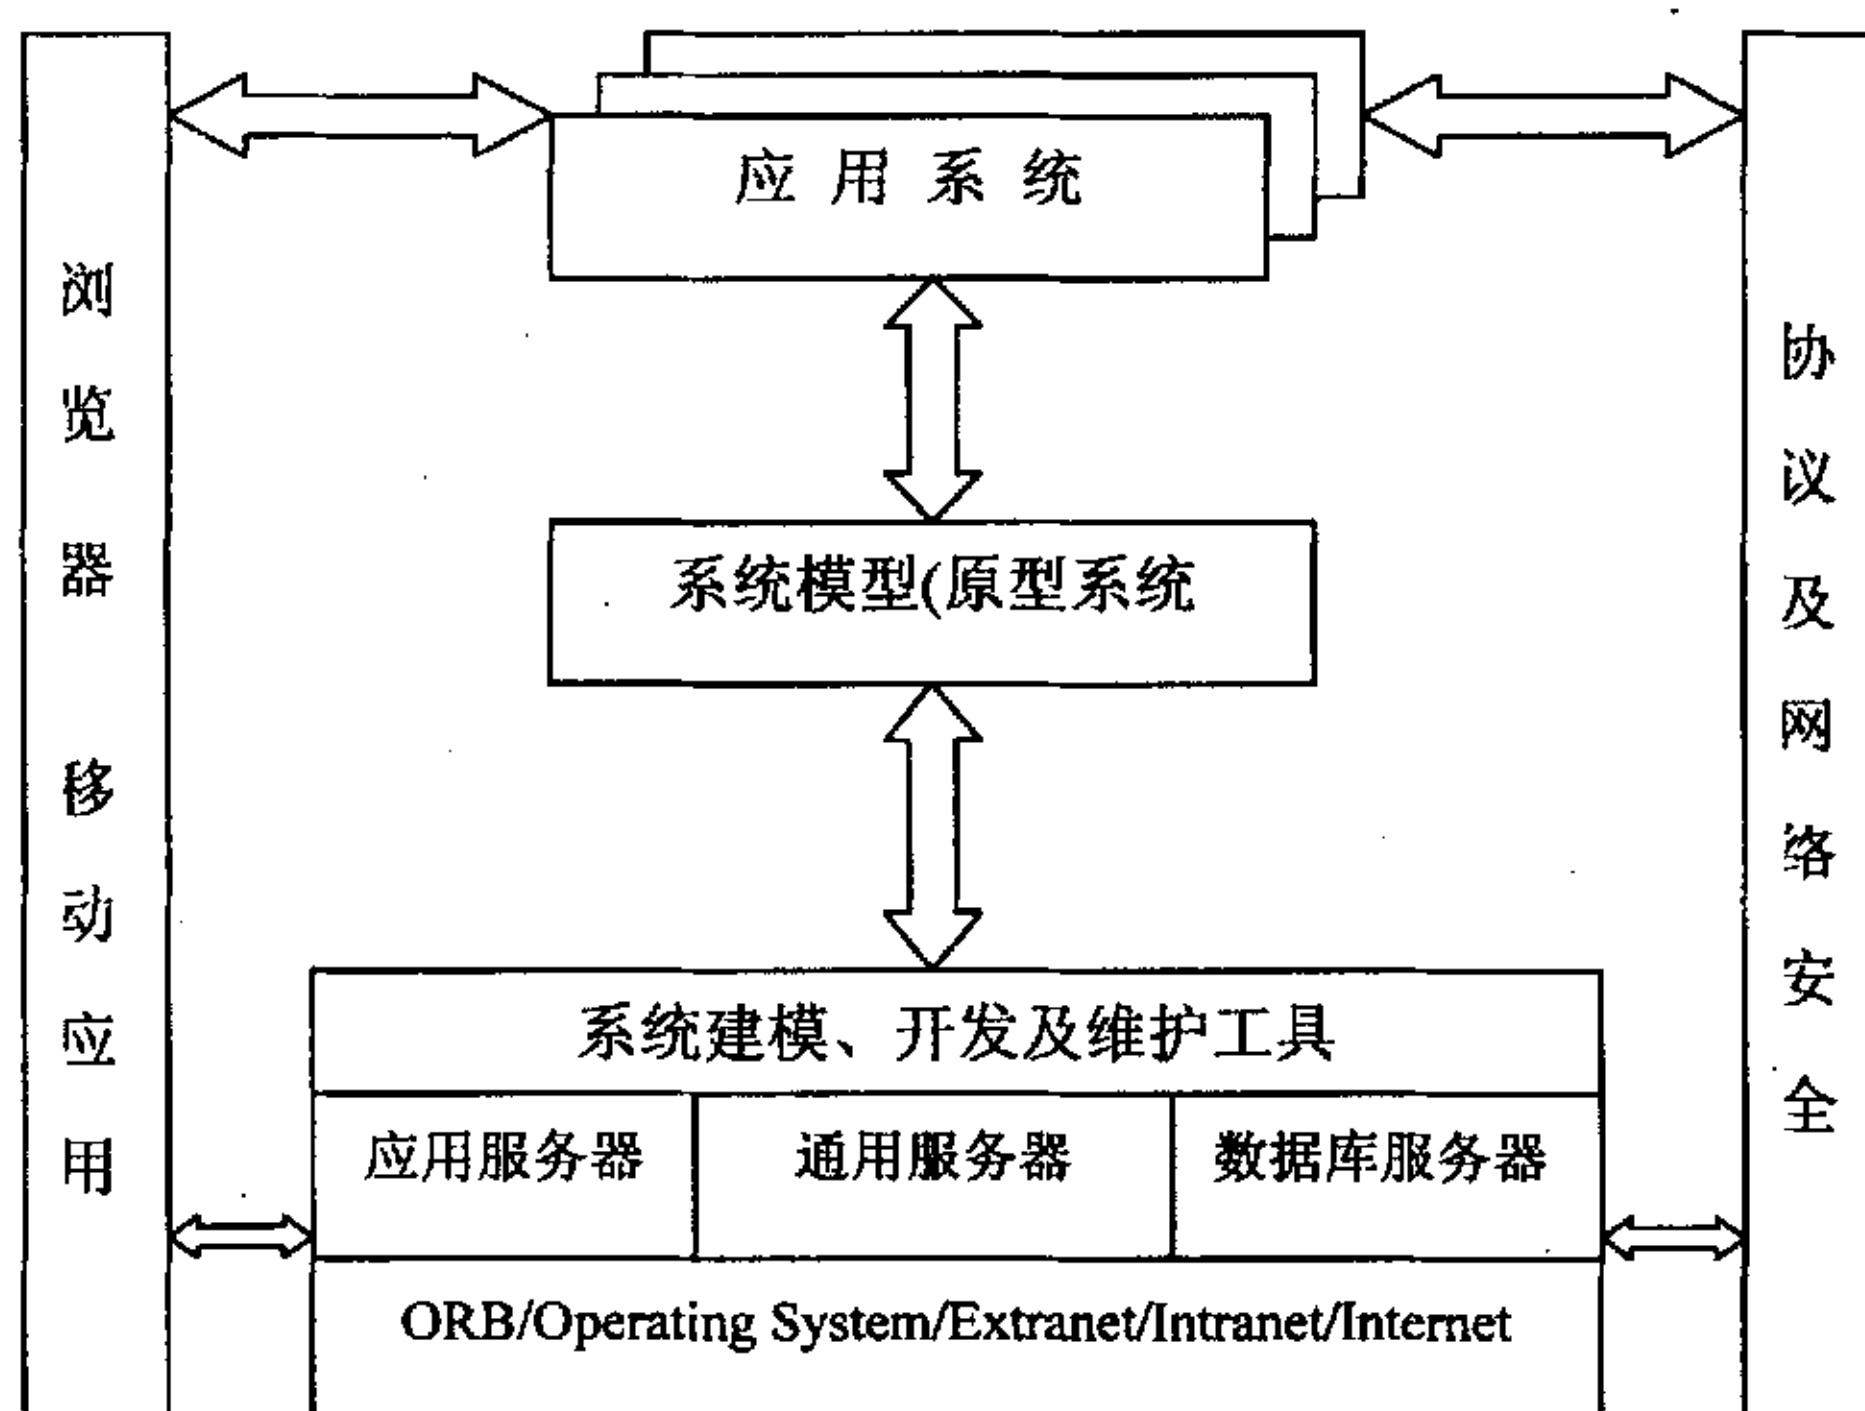 应用系统
浏览器 移动应用
协议及网络安全
系统模型(原型系统
系统建模、开发及维护工具
应用服务器
通用服务器
数据库服务器
ORB/Operating System/Extranet/Intranet/Internet